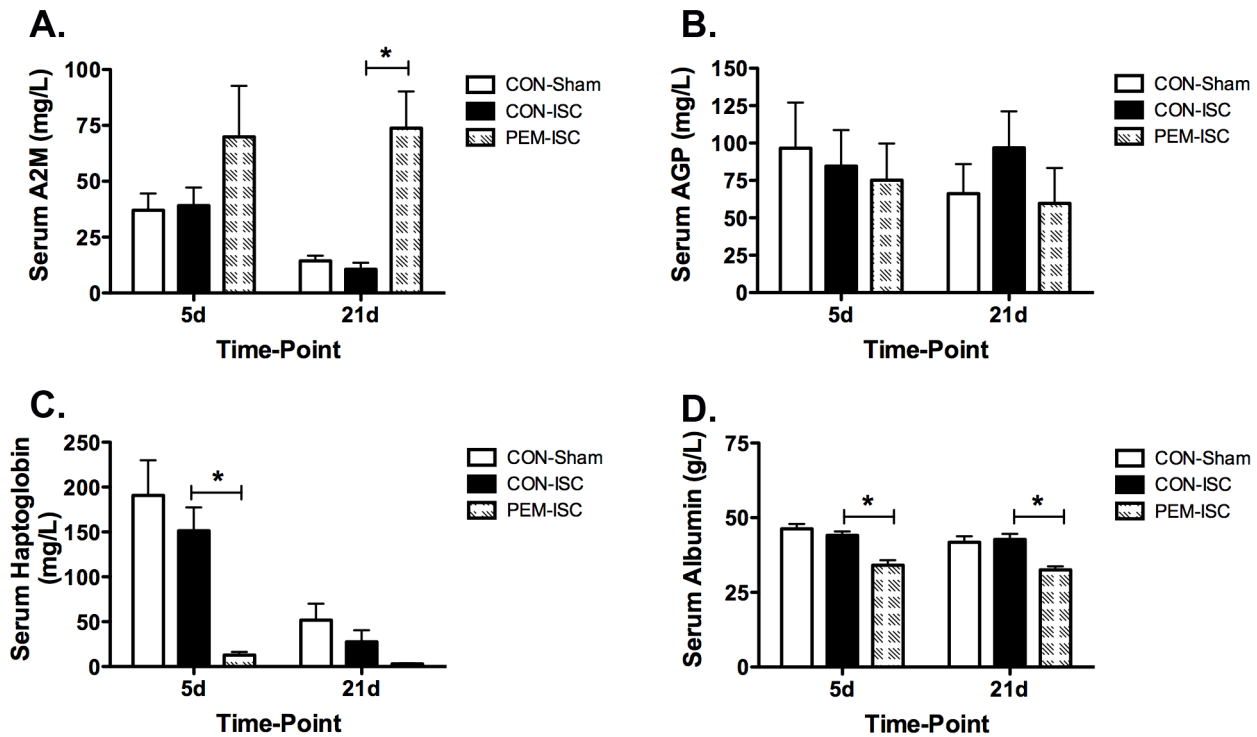 A.
Serum A2M (mg/L)
100
75
50
25
0
*
5d
21d
Time-Point
CON-Sham
CON-ISC
PEM-ISC
B.
Serum AGP (mg/L)
150
125
100
75
50
25
0
5d
21d
Time-Point
CON-Sham
CON-ISC
PEM-ISC
C.
Serum Haptoglobin
(mg/L)
250
200
150
100
50
0
*
5d
21d
Time-Point
CON-Sham
CON-ISC
PEM-ISC
D.
Serum Albumin (g/L)
75
50
25
0
*
*
5d
21d
Time-Point
CON-Sham
CON-ISC
PEM-ISC